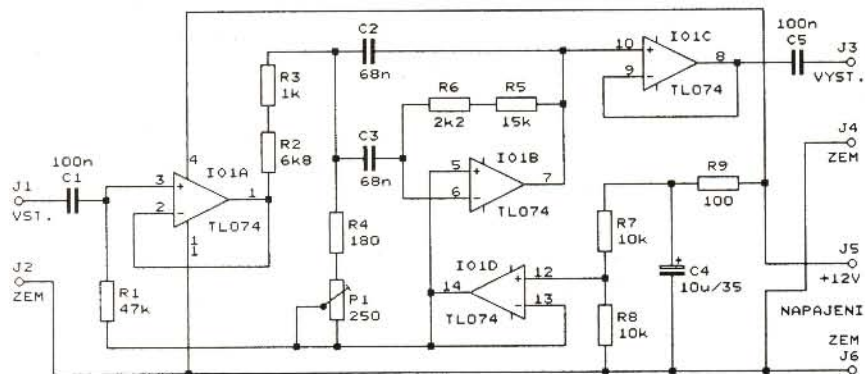 100n
C1
J1
VST.
J2
ZEM
R1
47k
4
IO1A
3
+
2
-
1
TL074
1
1
R3
1k
R2
6k8
C2
68n
C3
68n
R4
180
P1
250
R6
2k2
R5
15k
IO1B
5
+
6
-
7
TL074
IO1D
14
+
12
-
13
TL074
10
+
9
-
IO1C
8
TL074
100n
C5
J3
VYST.
J4
ZEM
R9
100
R7
10k
R8
10k
+
C4
10u/35
J5
+12V
NAPAJENI
ZEM
J6